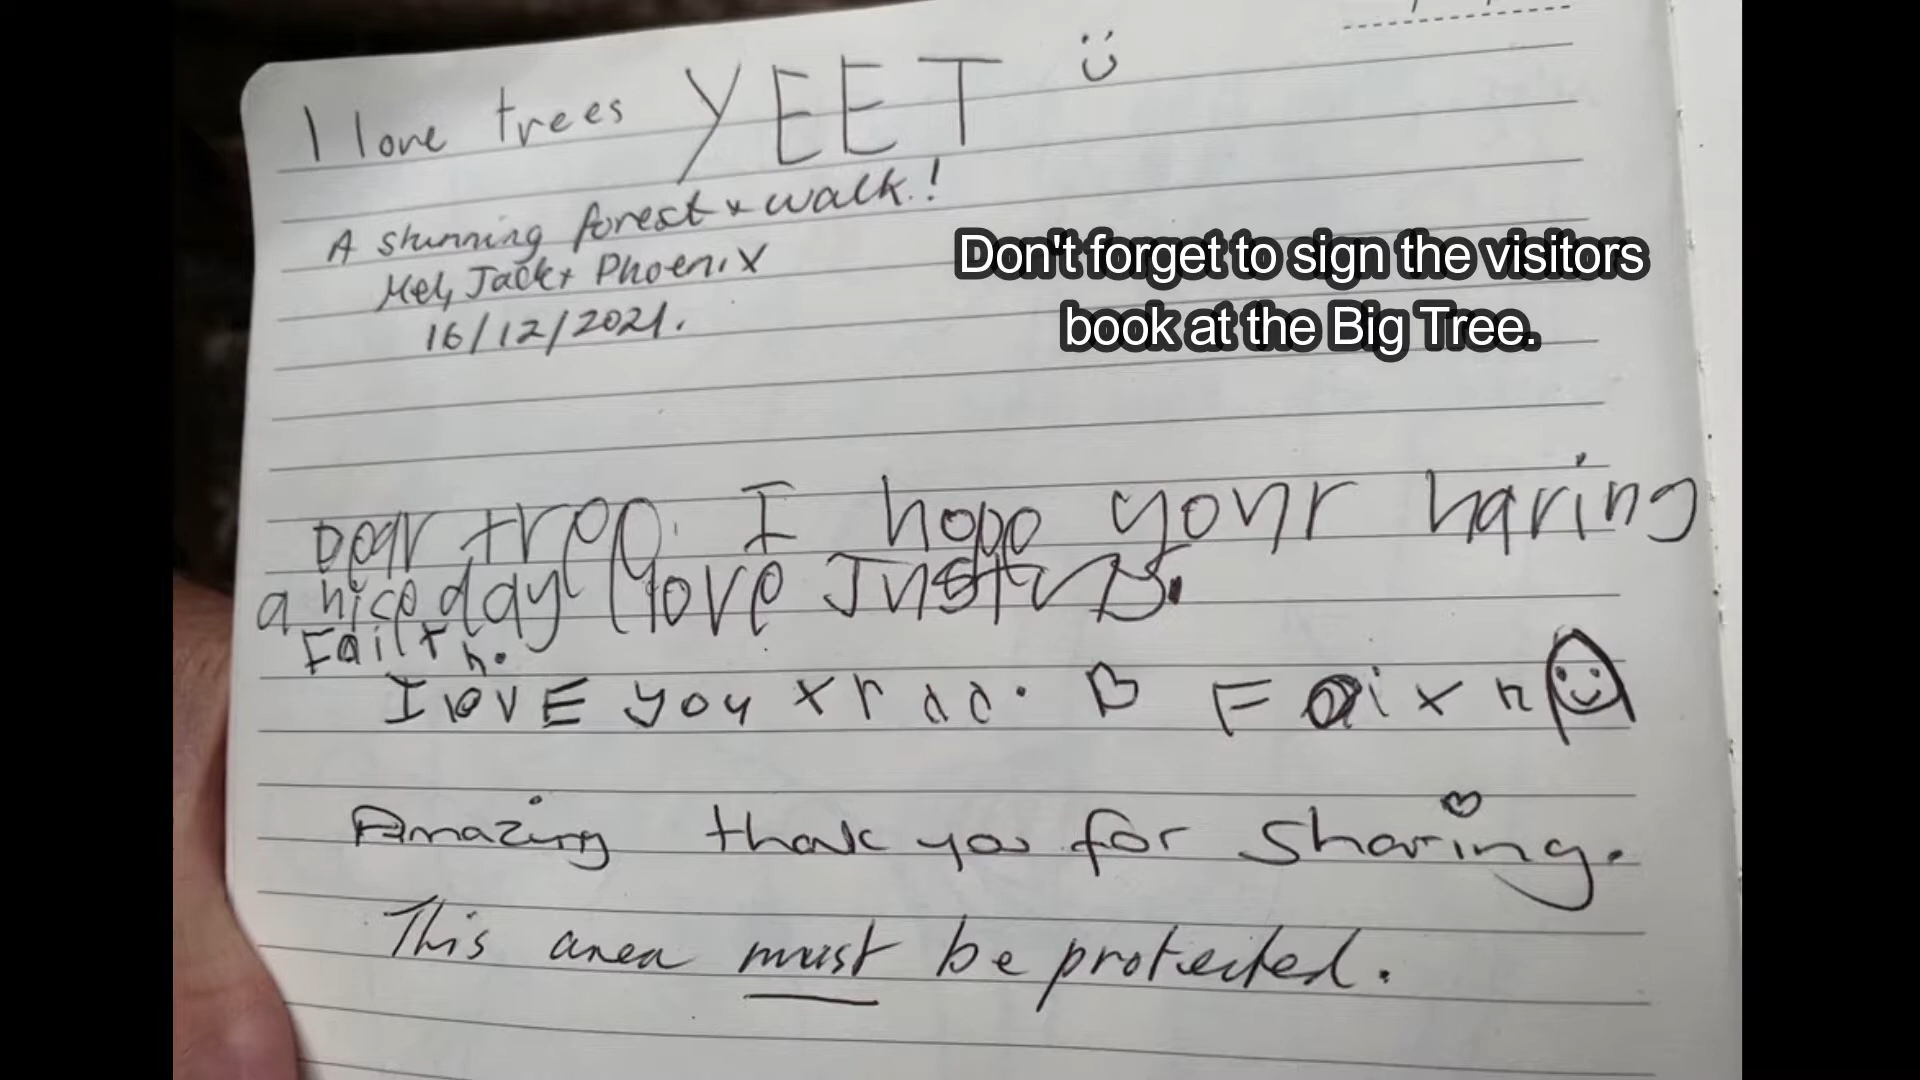 I love trees YEET
A stunning forest + walk!
Mel, Jack + Phoenix
16/12/2021.
Don't forget to sign the visitors
book at the Big Tree.
Dear tree. I hope your having
a nice day love
Faith.
I lovE you tree. Faith
Amazing thank you for sharing.
This area must be protected.